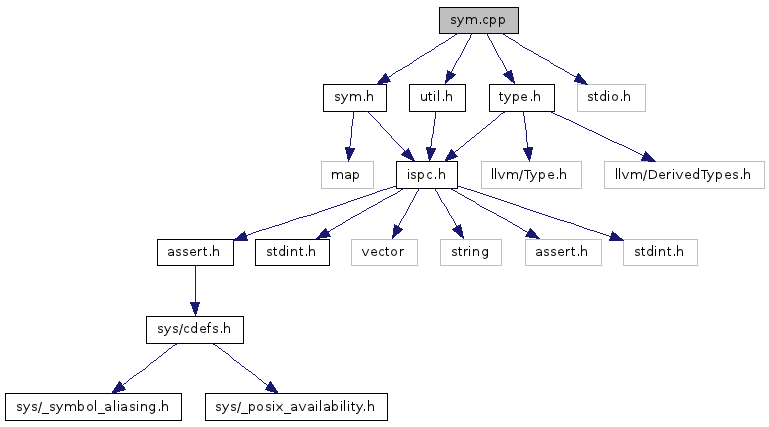 sym.cpp
sym.h
util.h
type.h
stdio.h
map
ispc.h
llvm/Type.h
llvm/DerivedTypes.h
assert.h
stdint.h
vector
string
assert.h
stdint.h
sys/cdefs.h
sys/_symbol_aliasing.h
sys/_posix_availability.h